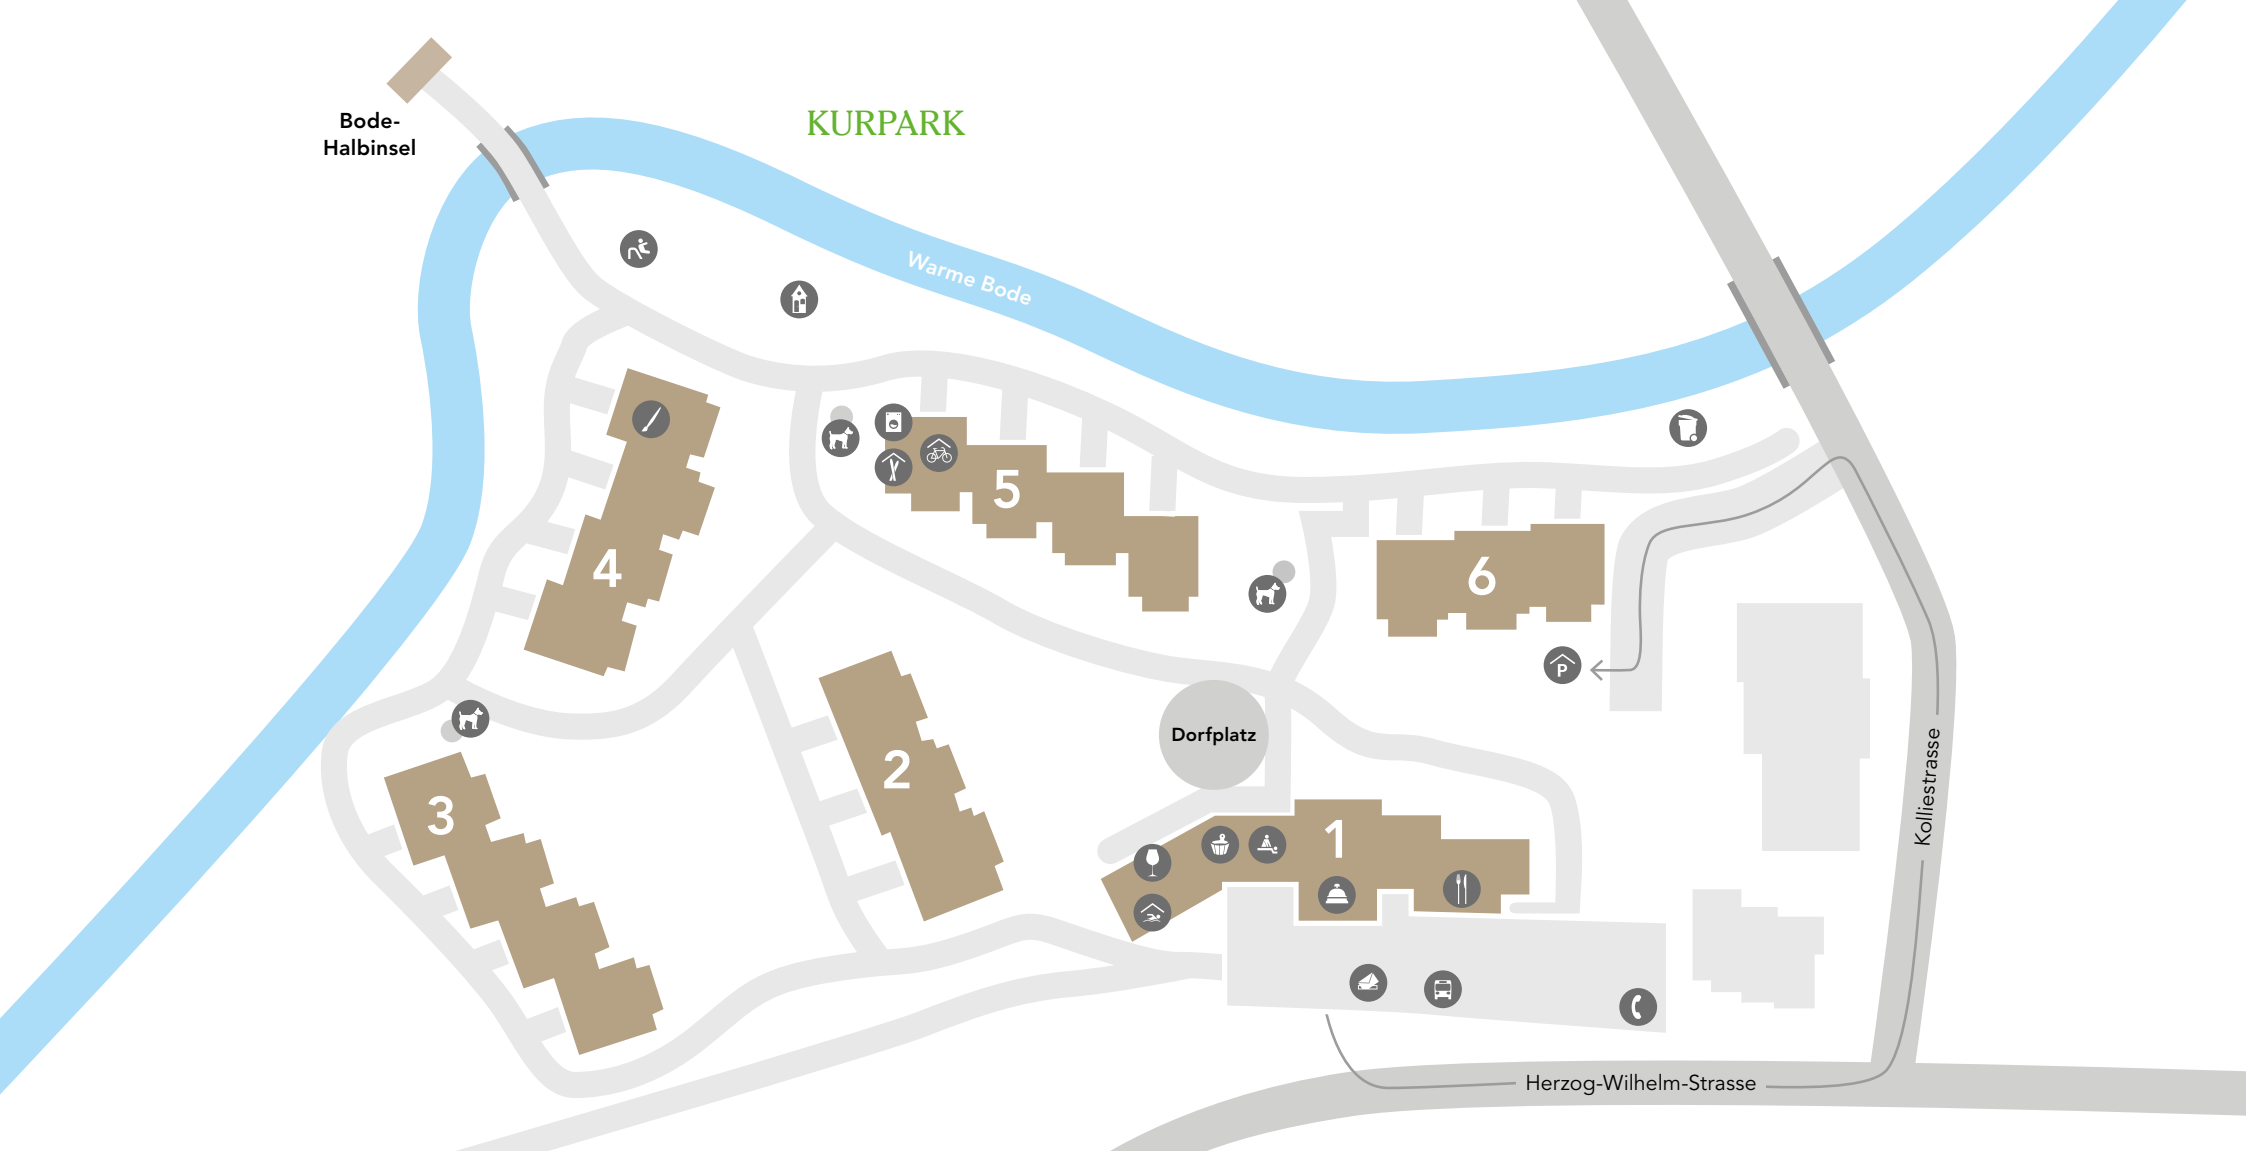 Bode-
Halbinsel
KURPARK
Warme Bode
5
4
6
P
Dorfplatz
2
3
1
Kolliestrasse
Herzog-Wilhelm-Strasse